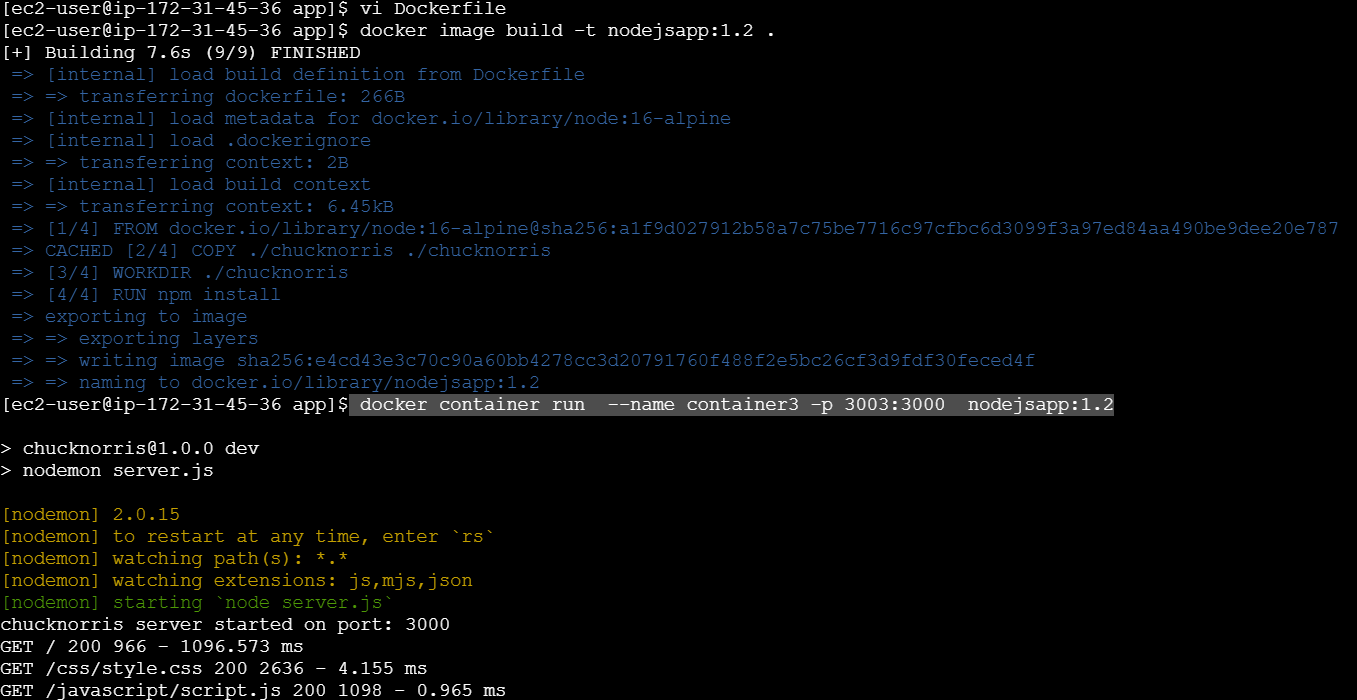 [ec2-user@ip-172-31-45-36 app]$ vi Dockerfile
[ec2-user@ip-172-31-45-36 app]$ docker image build -t nodejsapp:1.2 .
[+] Building 7.6s (9/9) FINISHED
=> [internal] load build definition from Dockerfile
=> => transferring dockerfile: 266B
=> [internal] load metadata for docker.io/library/node:16-alpine
=> [internal] load .dockerignore
=> => transferring context: 2B
=> [internal] load build context
=> => transferring context: 6.45kB
=> [1/4] FROM docker.io/library/node:16-alpine@sha256:a1f9d027912b58a7c75be7716c97cfbc6d3099f3a97ed84aa490be9dee20e787
=> CACHED [2/4] COPY ./chucknorris ./chucknorris
=> [3/4] WORKDIR ./chucknorris
=> [4/4] RUN npm install
=> exporting to image
=> => exporting layers
=> => writing image sha256:e4cd43e3c70c90a60bb4278cc3d20791760f488f2e5bc26cf3d9fdf30feced4f
=> => naming to docker.io/library/nodejsapp:1.2
[ec2-user@ip-172-31-45-36 app]$ docker container run  --name container3 -p 3003:3000  nodejsapp:1.2
> chucknorris@1.0.0 dev
> nodemon server.js
[nodemon] 2.0.15
[nodemon] to restart at any time, enter `rs`
[nodemon] watching path(s): *.*
[nodemon] watching extensions: js,mjs,json
[nodemon] starting `node server.js`
chucknorris server started on port: 3000
GET / 200 966 - 1096.573 ms
GET /css/style.css 200 2636 - 4.155 ms
GET /javascript/script.js 200 1098 - 0.965 ms